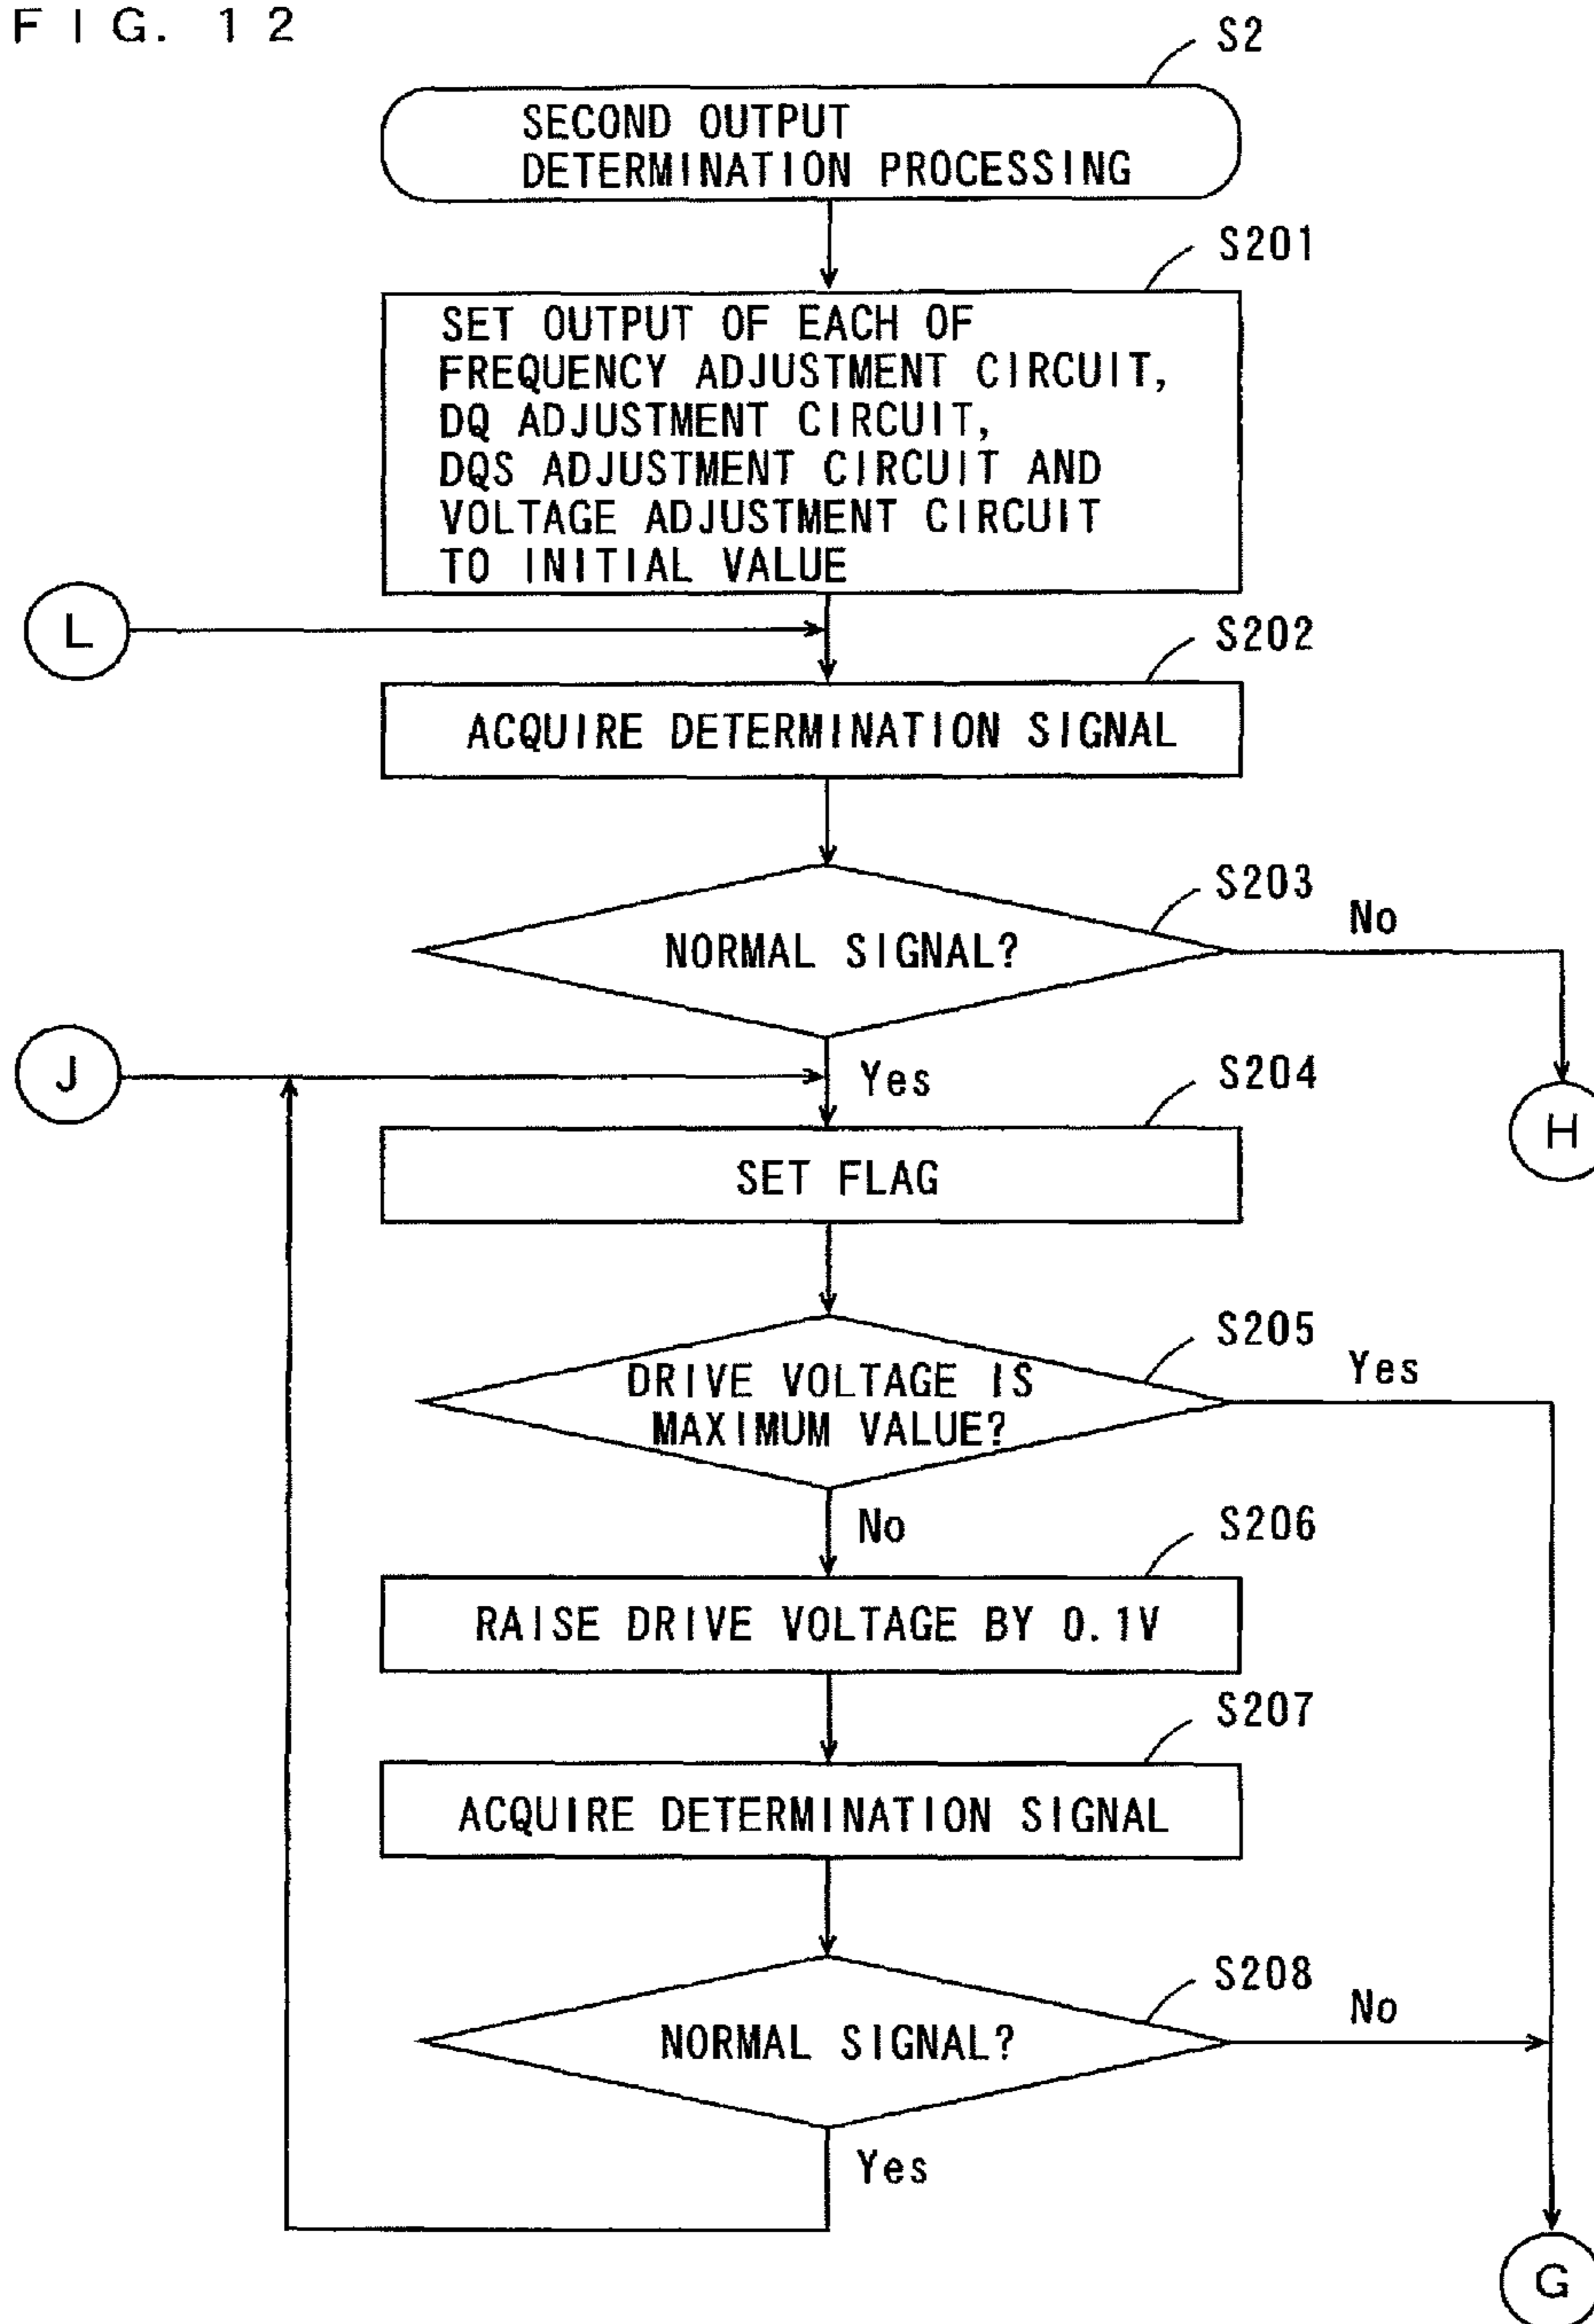 FIG. 12
S2
SECOND OUTPUT
DETERMINATION PROCESSING
S201
SET OUTPUT OF EACH OF
FREQUENCY ADJUSTMENT CIRCUIT,
DQ ADJUSTMENT CIRCUIT,
DQS ADJUSTMENT CIRCUIT AND
VOLTAGE ADJUSTMENT CIRCUIT
TO INITIAL VALUE
L
S202
ACQUIRE DETERMINATION SIGNAL
S203
No
NORMAL SIGNAL?
J
Yes
S204
H
SET FLAG
S205
Yes
DRIVE VOLTAGE IS
MAXIMUM VALUE?
No
S206
RAISE DRIVE VOLTAGE BY 0.1V
S207
ACQUIRE DETERMINATION SIGNAL
S208
No
NORMAL SIGNAL?
Yes
G